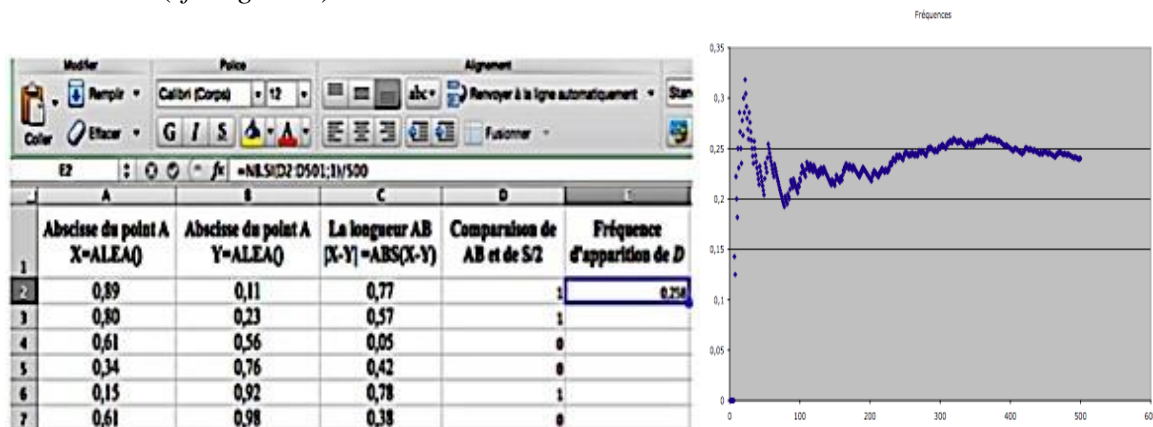 Fréquences
Modifier Police Alignement
Coller Remplir Calibri (Corps) 12 abc Renvoyer à la ligne automatiquement Stan
Effacer G I S A Fusionner
E2 fx =NB.SI(D2:D501;1)/500
A B C D
1 Abscisse du point A X=ALEA() Abscisse du point A Y=ALEA() La longueur AB |X-Y|=ABS(X-Y) Comparaison de AB et de S/2 Fréquence d'apparition de D
2 0,89 0,11 0,77 1 0,258
3 0,80 0,23 0,57 1
4 0,61 0,56 0,05 0
5 0,34 0,76 0,42 0
6 0,15 0,92 0,78 1
7 0,61 0,98 0,38 0
0,35
0,3
0,25
0,2
0,15
0,1
0,05
0
0 100 200 300 400 500 60